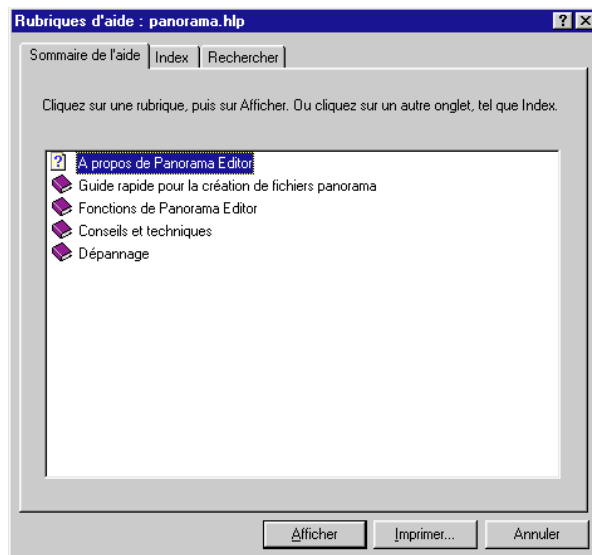 Rubriques d'aide : panorama.hlp
Sommaire de l'aide Index Rechercher
Cliquez sur une rubrique, puis sur Afficher. Ou cliquez sur un autre onglet, tel que Index.
A propos de Panorama Editor
Guide rapide pour la création de fichiers panorama
Fonctions de Panorama Editor
Conseils et techniques
Dépannage
Afficher Imprimer... Annuler